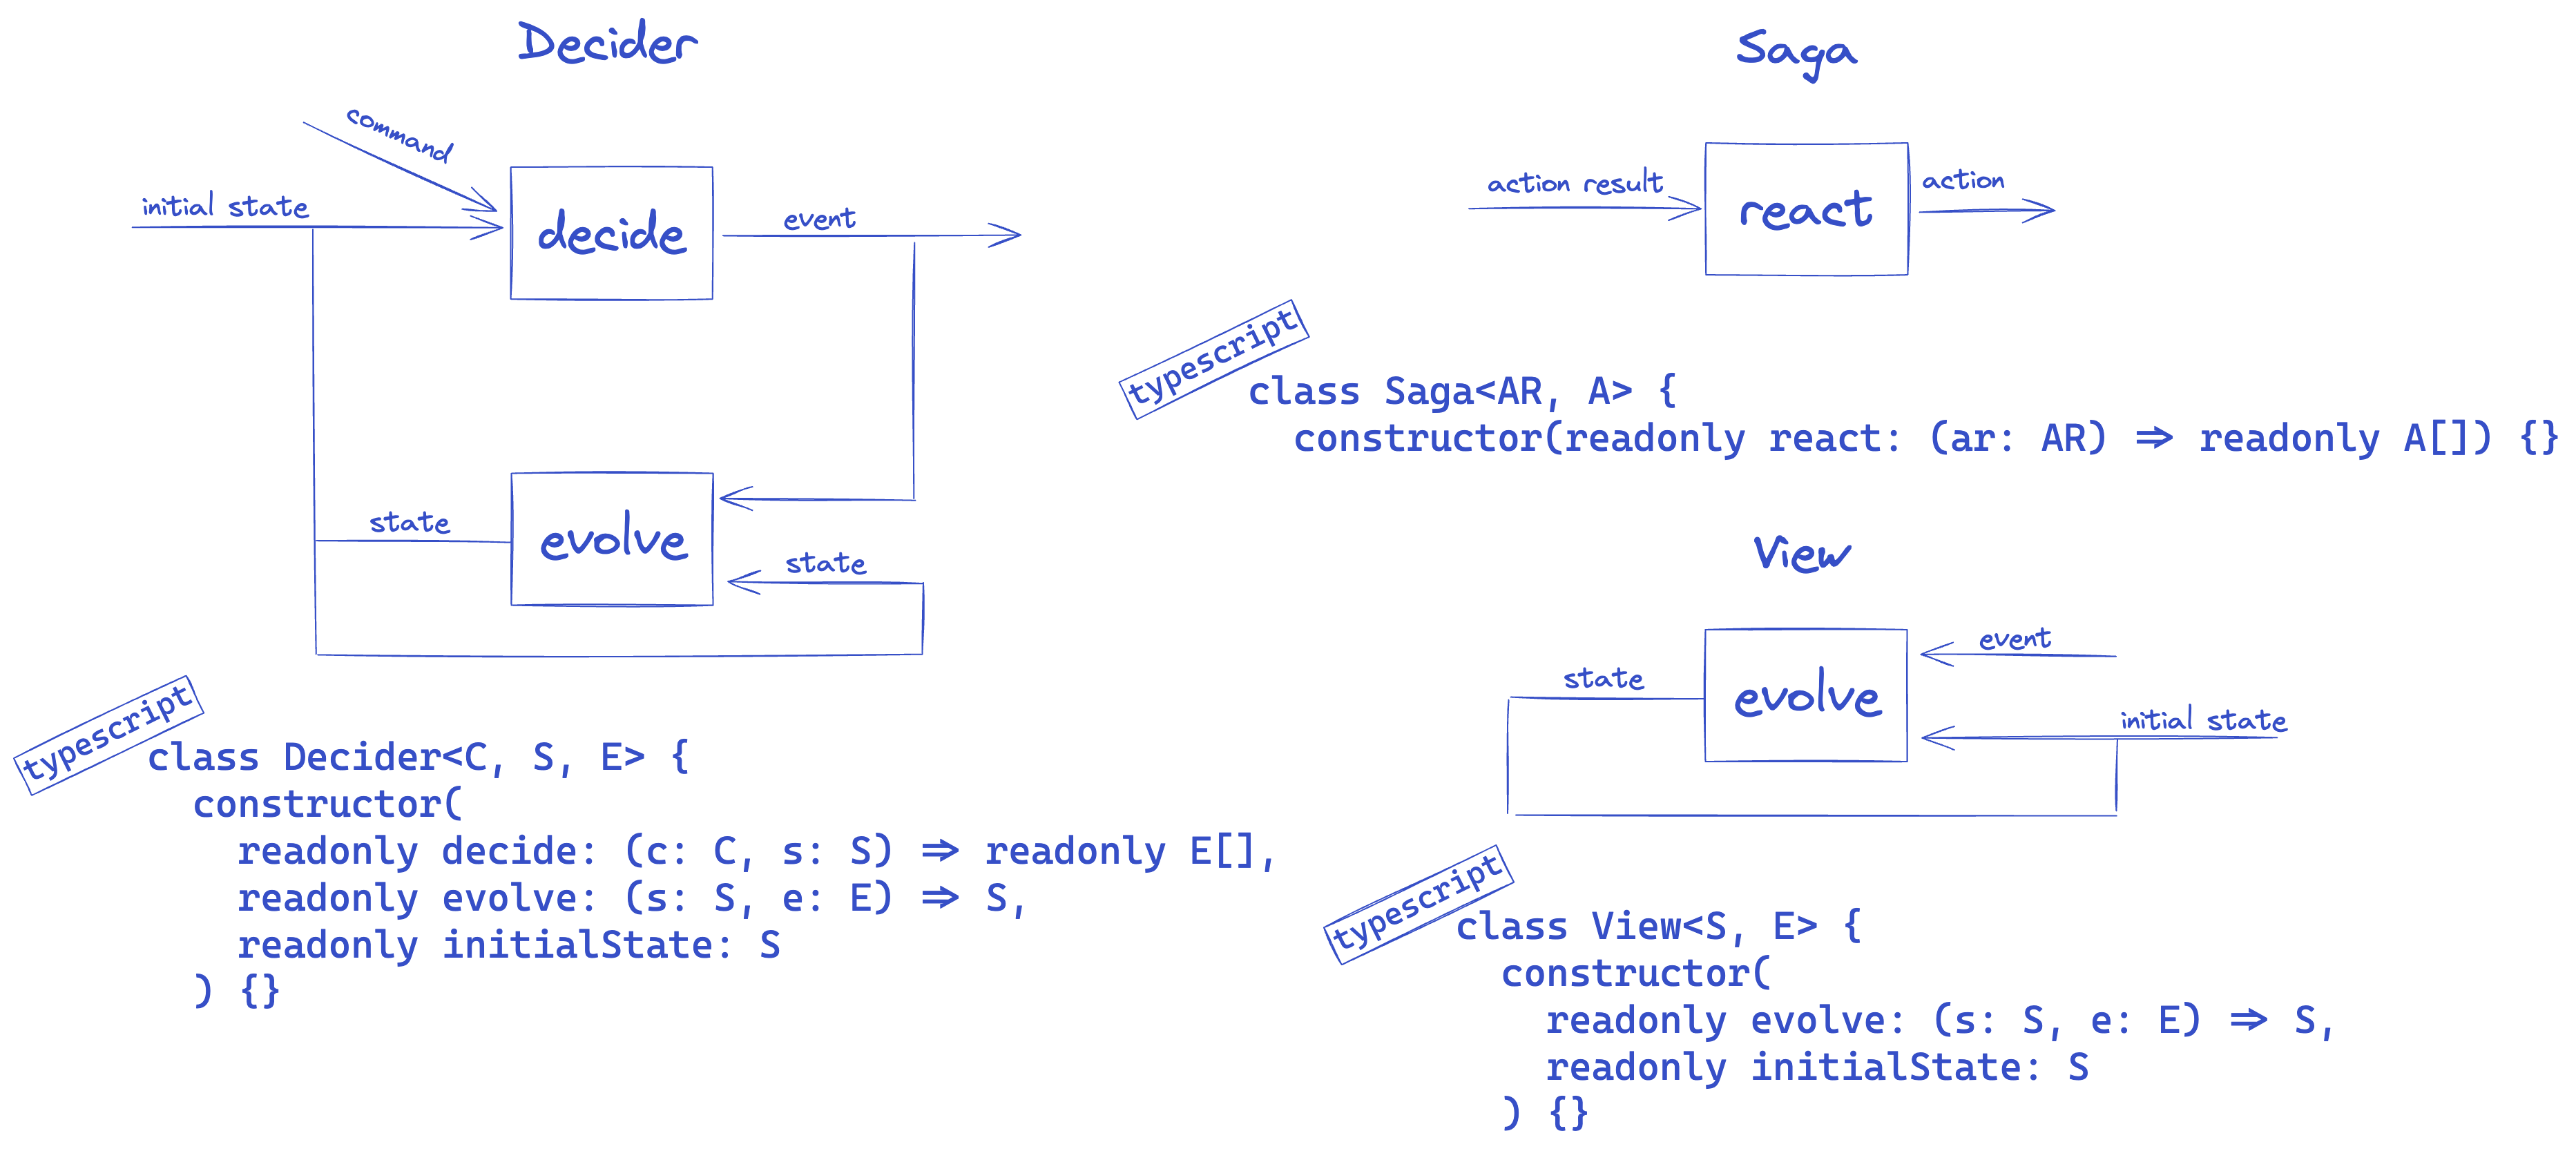 Decider
command
initial state
decide
event
state
evolve
state
typescript
class Decider<C, S, E> {
constructor(
readonly decide: (c: C, s: S) => readonly E[],
readonly evolve: (s: S, e: E) => S,
readonly initialState: S
) {}
Saga
action result
react
action
typescript
class Saga<AR, A> {
constructor(readonly react: (ar: AR) => readonly A[]) {}
View
event
state
evolve
initial state
typescript
class View<S, E> {
constructor(
readonly evolve: (s: S, e: E) => S,
readonly initialState: S
) {}